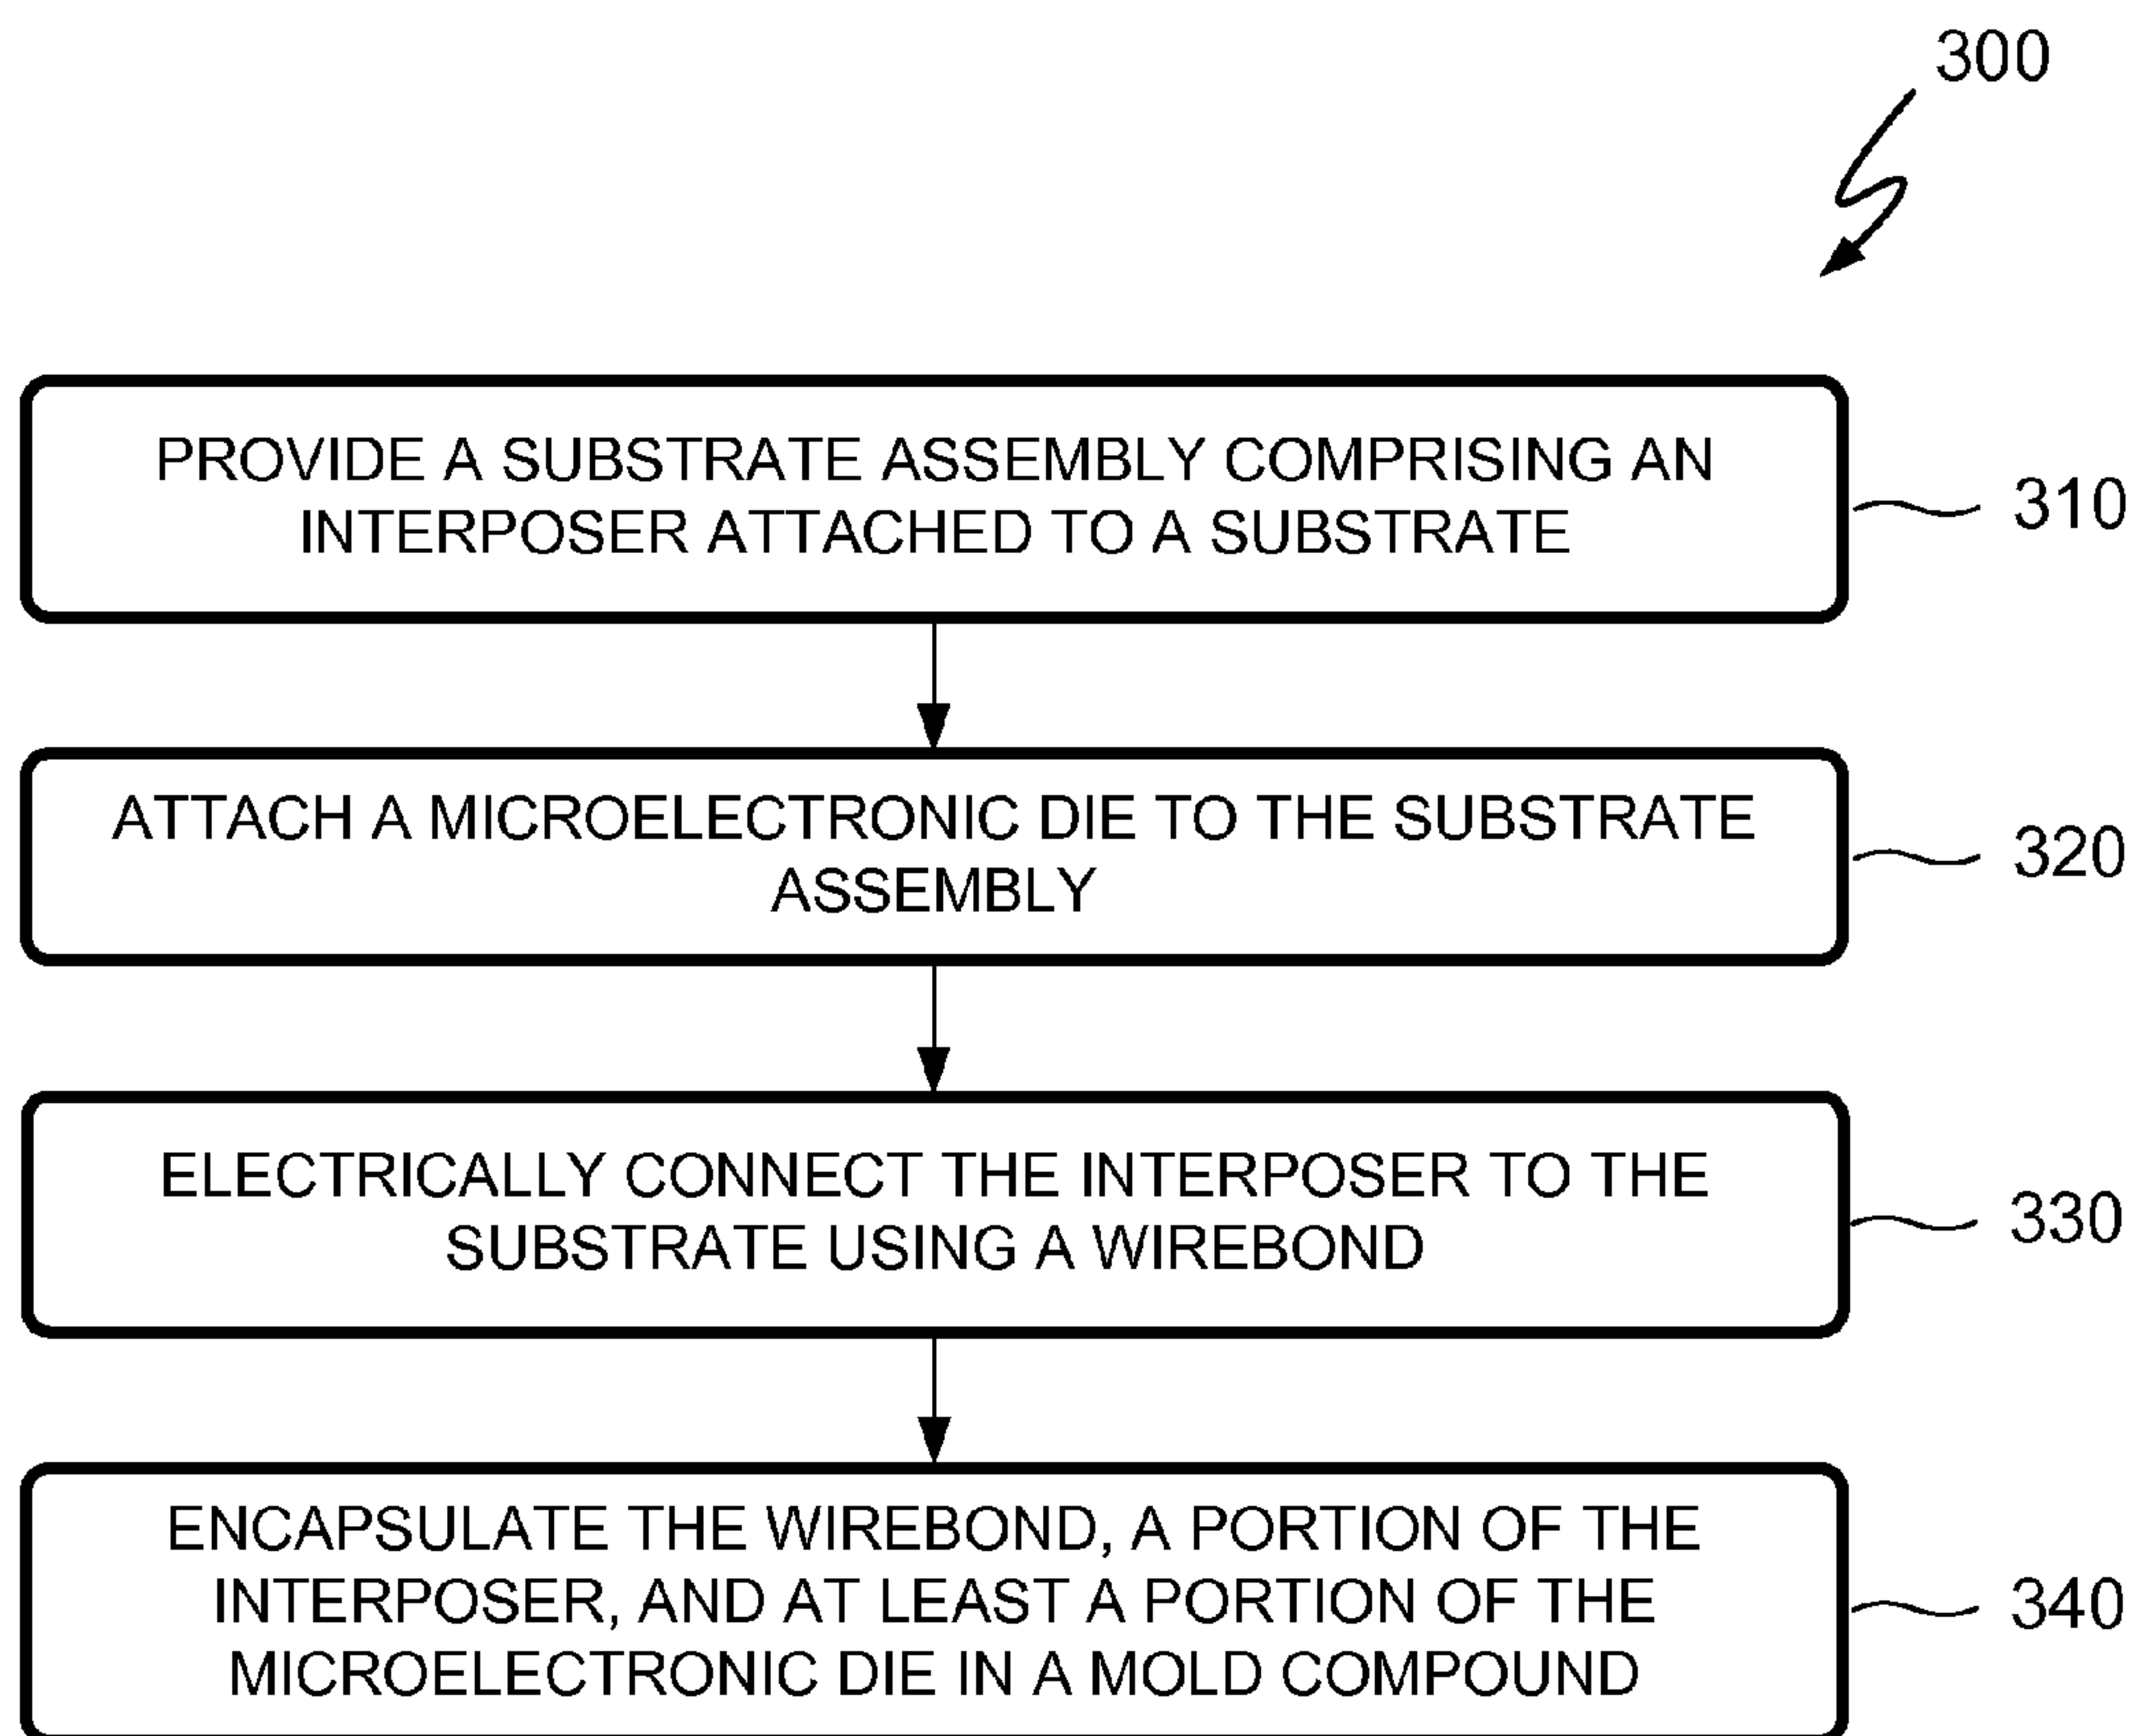 300
PROVIDE A SUBSTRATE ASSEMBLY COMPRISING AN
INTERPOSER ATTACHED TO A SUBSTRATE
310
ATTACH A MICROELECTRONIC DIE TO THE SUBSTRATE
ASSEMBLY
320
ELECTRICALLY CONNECT THE INTERPOSER TO THE
SUBSTRATE USING A WIREBOND
330
ENCAPSULATE THE WIREBOND, A PORTION OF THE
INTERPOSER, AND AT LEAST A PORTION OF THE
MICROELECTRONIC DIE IN A MOLD COMPOUND
340